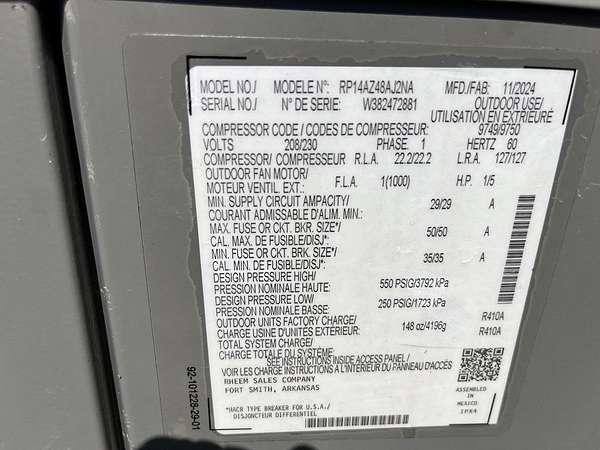 MODEL NO./ MODELE N°: RP14AZ48AJ2NA MFD./FAB: 11/2024
SERIAL NO./ N° DE SERIE: W382472881 OUTDOOR USE/
UTILISATION EN EXTRIEURE
COMPRESSOR CODE / CODES DE COMPRESSEUR: 9749/9750
VOLTS 208/230 PHASE: 1 HERTZ 60
COMPRESSOR/ COMPRESSEUR R.L.A. 22.2/22.2 L.R.A. 127/127
OUTDOOR FAN MOTOR/
MOTEUR VENTIL. EXT.: F.L.A. 1(1000) H.P. 1/5
MIN. SUPPLY CIRCUIT AMPACITY/
COURANT ADMISSABLE D'ALIM. MIN.: 29/29 A
MAX. FUSE OR CKT. BKR. SIZE*/
CAL. MAX. DE FUSIBLE/DISJ*: 50/50 A
MIN. FUSE OR CKT. BKR. SIZE*/
CAL. MIN. DE FUSIBLE/DISJ*: 35/35 A
DESIGN PRESSURE HIGH/
PRESSION NOMINALE HAUTE: 550 PSIG/3792 kPa
DESIGN PRESSURE LOW/
PRESSION NOMINALE BASSE: 250 PSIG/1723 kPa
OUTDOOR UNITS FACTORY CHARGE/ R410A
CHARGE USINE D'UNITES EXTERIEUR: 148 oz/4196g R410A
TOTAL SYSTEM CHARGE/
CHARGE TOTALE DU SYSTÈME
SEE INSTRUCTIONS INSIDE ACCESS PANEL /
VOIR LES CHARGE INSTRUCTIONS A L'INTERIEUR DU PANNEAU D'ACCÈS
RHEEM SALES COMPANY
FORT SMITH, ARKANSAS
ASSEMBLED
IN
MEXICO
IPX4
*HACR TYPE BREAKER FOR U.S.A./
DISJONCTEUR DIFFERENTIEL
92-101228-29-01